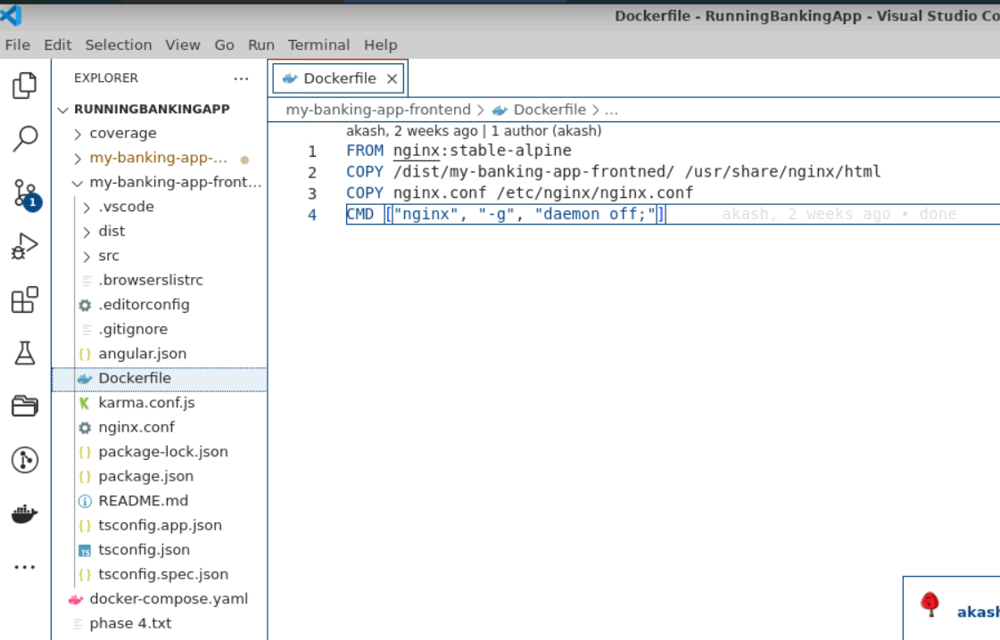 Dockerfile - RunningBankingApp - Visual Studio Co
File Edit Selection View Go Run Terminal Help
EXPLORER ...
RUNNINGBANKINGAPP
coverage
my-banking-app-...
my-banking-app-front...
.vscode
dist
src
.browserslistrc
.editorconfig
.gitignore
angular.json
Dockerfile
karma.conf.js
nginx.conf
package-lock.json
package.json
README.md
tsconfig.app.json
tsconfig.json
tsconfig.spec.json
docker-compose.yaml
phase 4.txt
1
Dockerfile
my-banking-app-frontend > Dockerfile > ...
akash, 2 weeks ago | 1 author (akash)
1 FROM nginx:stable-alpine
2 COPY /dist/my-banking-app-frontned/ /usr/share/nginx/html
3 COPY nginx.conf /etc/nginx/nginx.conf
4 CMD ["nginx", "-g", "daemon off;"] akash, 2 weeks ago • done
akash